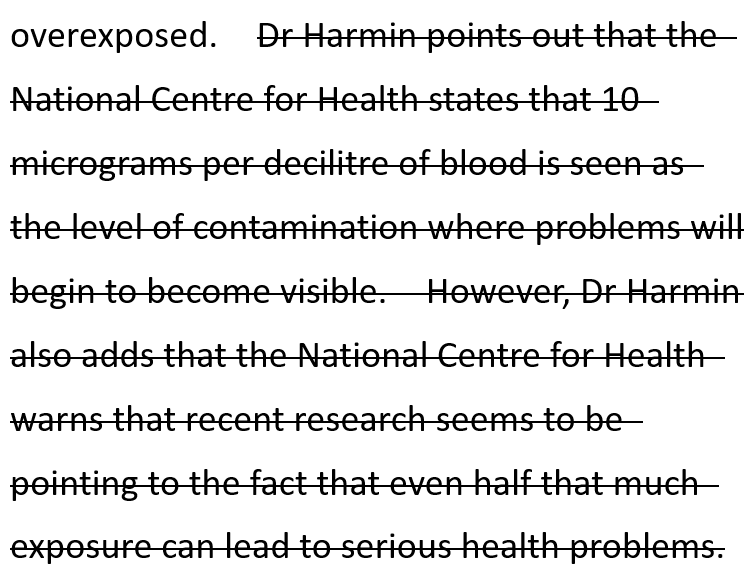 overexposed. Dr Harmin points out that the
National Centre for Health states that 10
micrograms per decilitre of blood is seen as
the level of contamination where problems will
begin to become visible. However, Dr Harmin
also adds that the National Centre for Health
warns that recent research seems to be
pointing to the fact that even half that much
exposure can lead to serious health problems.